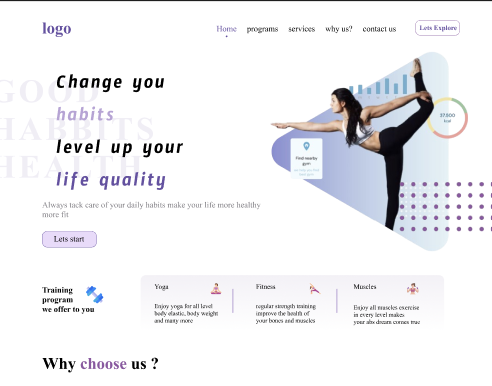 logo
Home programs services why us? contact us Lets Explore
GOOD
HABBITS
HEALTH
Change you
habits
level up your
life quality
Always tack care of your daily habits make your life more healthy
more fit
Lets start
Find nearby
gym
Training
program
we offer to you
Yoga
Enjoy yoga for all level
body elastic, body weight
and many more
Fitness
regular strength training
improve the health of
your bones and muscles
Muscles
Enjoy all muscles exercise
in every level makes
your abs dream comes true
Why choose us ?